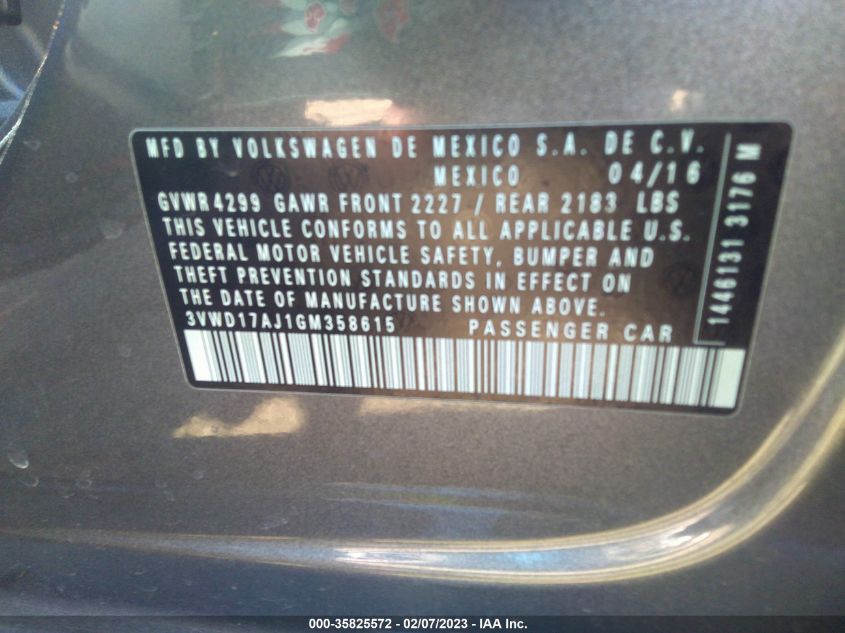 MFD BY VOLKSWAGEN DE MEXICO S.A. DE C.V.
MEXICO 04/16
GVWR 4299 GAWR FRONT 2227 / REAR 2183 LBS
THIS VEHICLE CONFORMS TO ALL APPLICABLE U.S.
FEDERAL MOTOR VEHICLE SAFETY, BUMPER AND
THEFT PREVENTION STANDARDS IN EFFECT ON
THE DATE OF MANUFACTURE SHOWN ABOVE.
3VWD17AJ1GM358615 PASSENGER CAR
1446131 3176 M
000-35825572 - 02/07/2023 - IAA Inc.